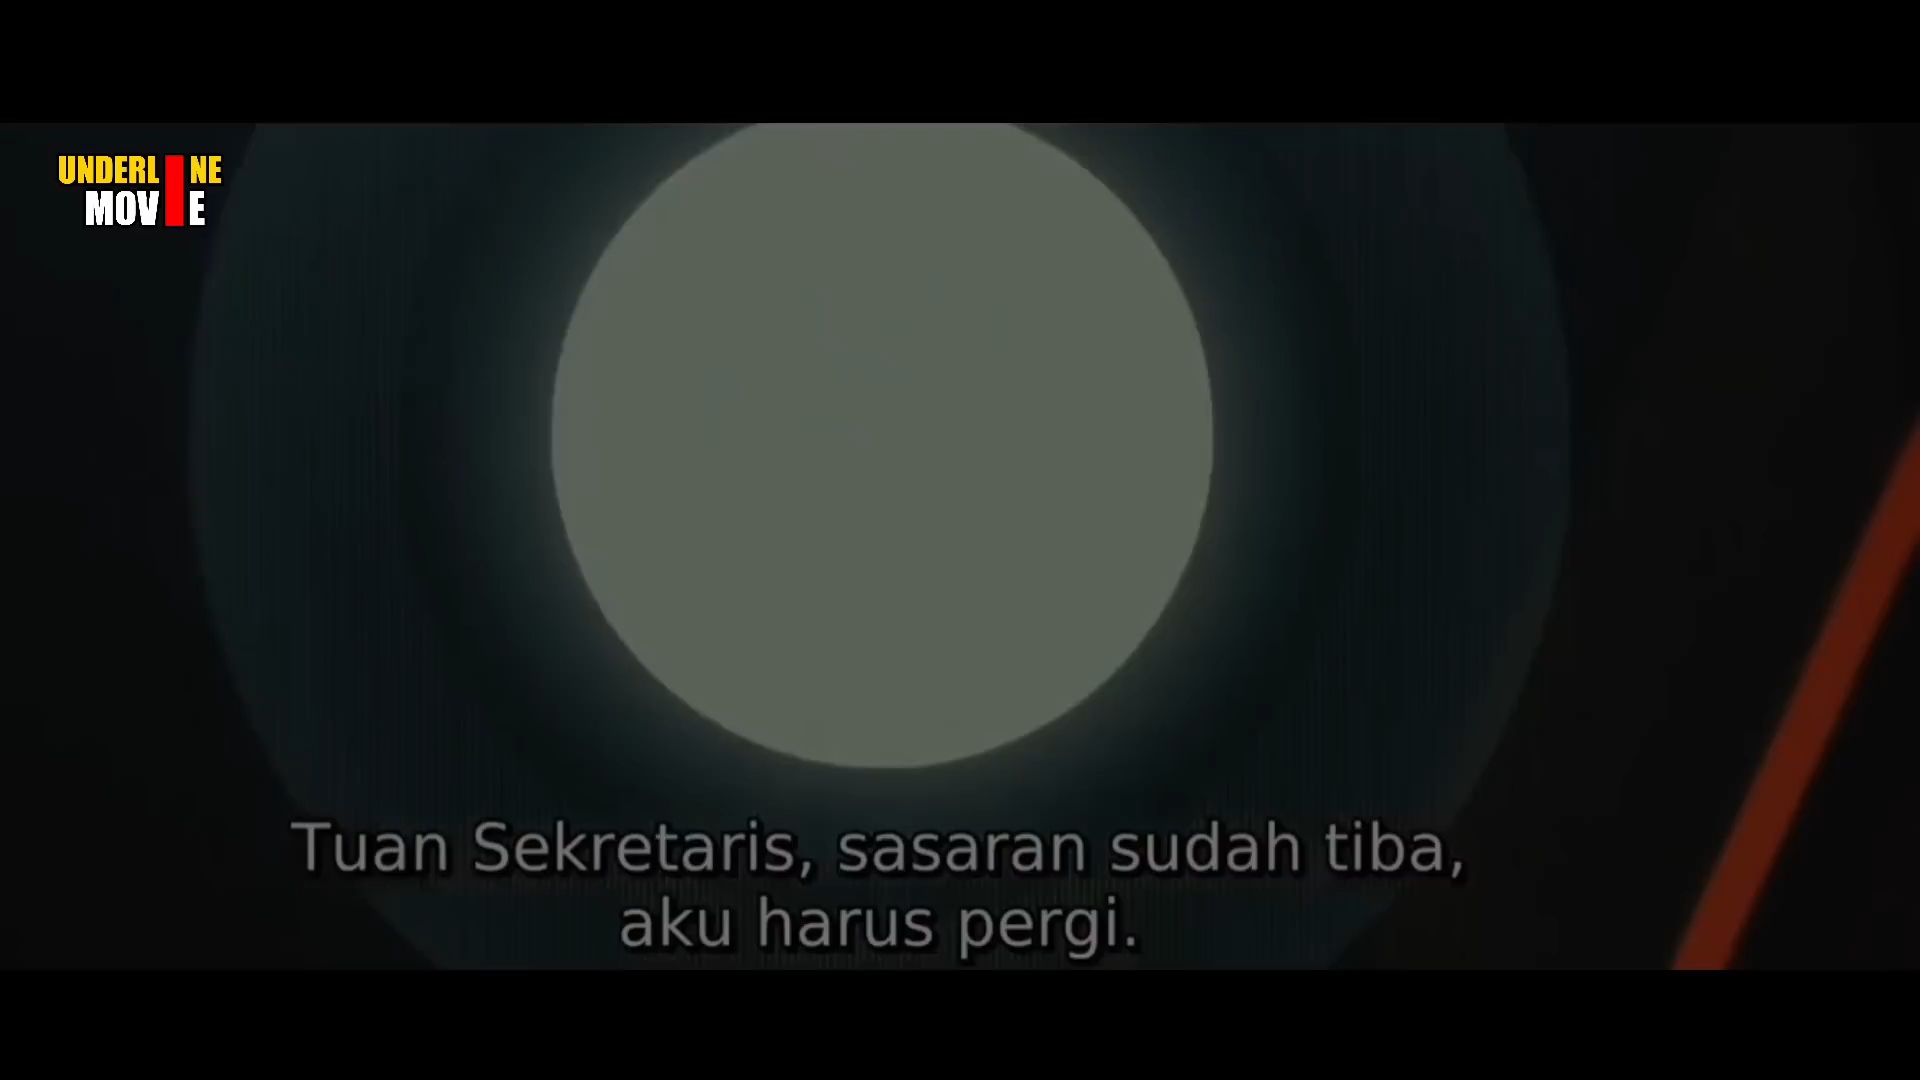 UNDERLINE
MOVIE
Tuan Sekretaris, sasaran sudah tiba,
aku harus pergi.